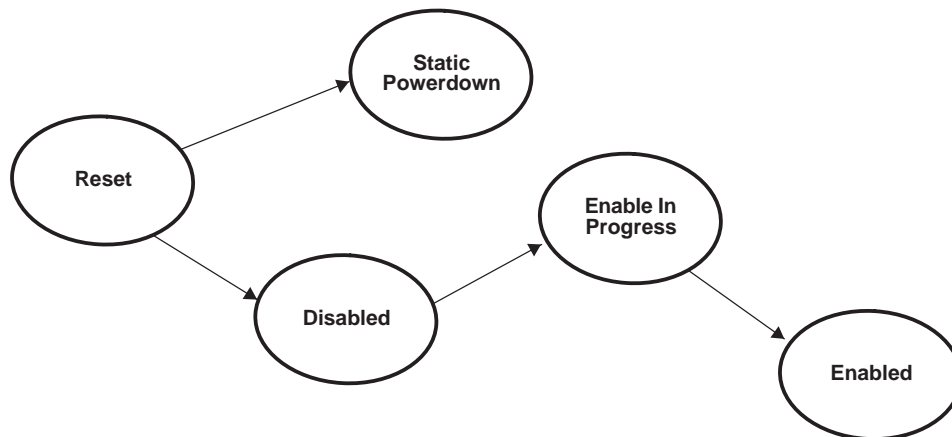 Static
Powerdown
Reset
Enable In
Progress
Disabled
Enabled